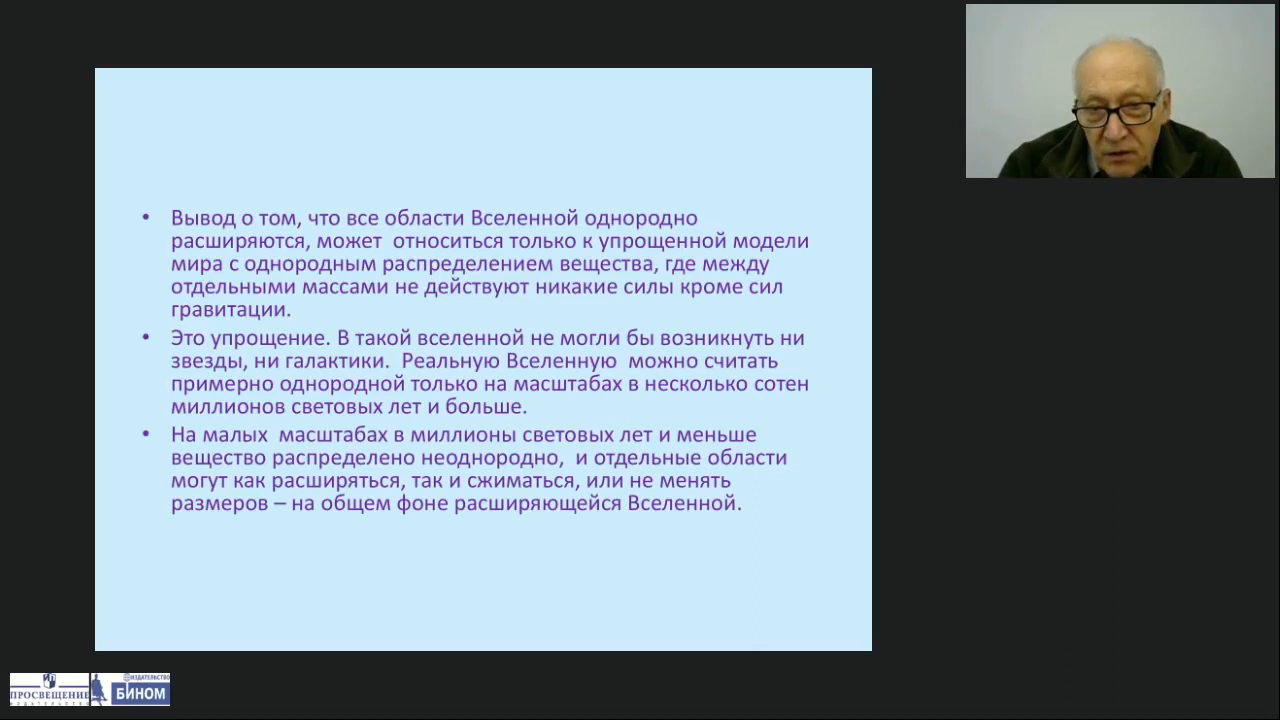 • Вывод о том, что все области Вселенной однородно
расширяются, может  относиться только к упрощенной модели
мира с однородным распределением вещества, где между
отдельными массами не действуют никакие силы кроме сил
гравитации.
• Это упрощение. В такой вселенной не могли бы возникнуть ни
звезды, ни галактики.  Реальную Вселенную  можно считать
примерно однородной только на масштабах в несколько сотен
миллионов световых лет и больше.
• На малых  масштабах в миллионы световых лет и меньше
вещество распределено неоднородно,  и отдельные области
могут как расширяться, так и сжиматься, или не менять
размеров – на общем фоне расширяющейся Вселенной.
ПРОСВЕЩЕНИЕ
ИЗДАТЕЛЬСТВО
ИЗДАТЕЛЬСТВО
БИНОМ